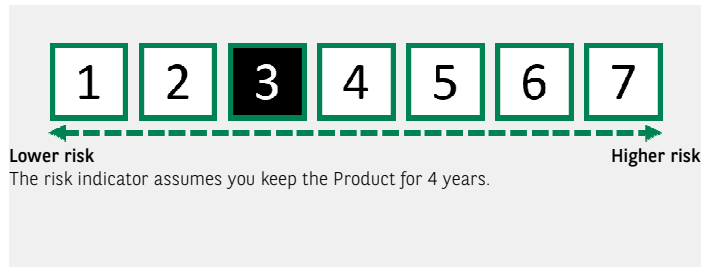 1 2 3 4 5 6 7
Lower risk Higher risk
The risk indicator assumes you keep the Product for 4 years.